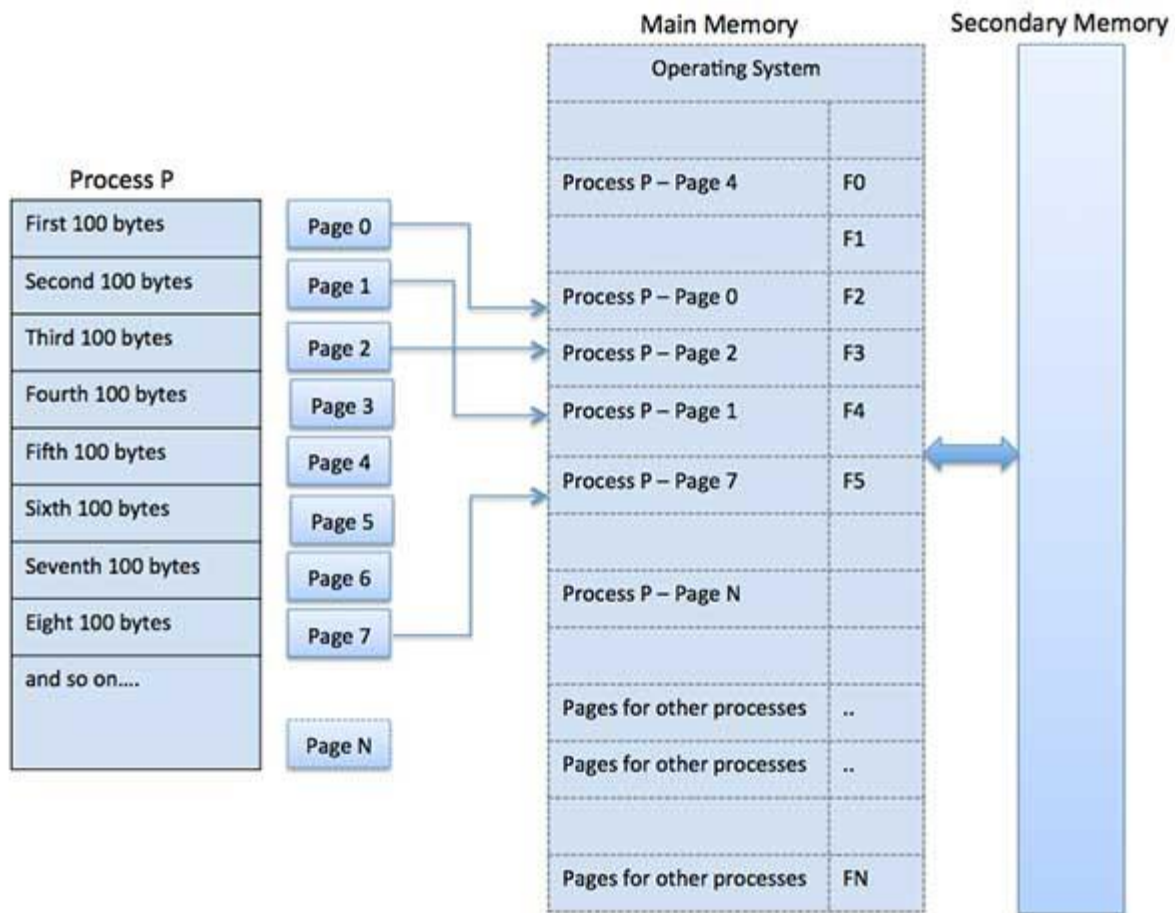 Main Memory
Secondary Memory
Operating System
Process P
Process P – Page 4 F0
First 100 bytes
Page 0
F1
Second 100 bytes
Page 1
Process P – Page 0 F2
Third 100 bytes
Page 2
Process P – Page 2 F3
Fourth 100 bytes
Page 3
Process P – Page 1 F4
Fifth 100 bytes
Page 4
Process P – Page 7 F5
Sixth 100 bytes
Page 5
Seventh 100 bytes
Page 6
Process P – Page N
Eight 100 bytes
Page 7
and so on....
Pages for other processes ..
Page N
Pages for other processes ..
Pages for other processes FN